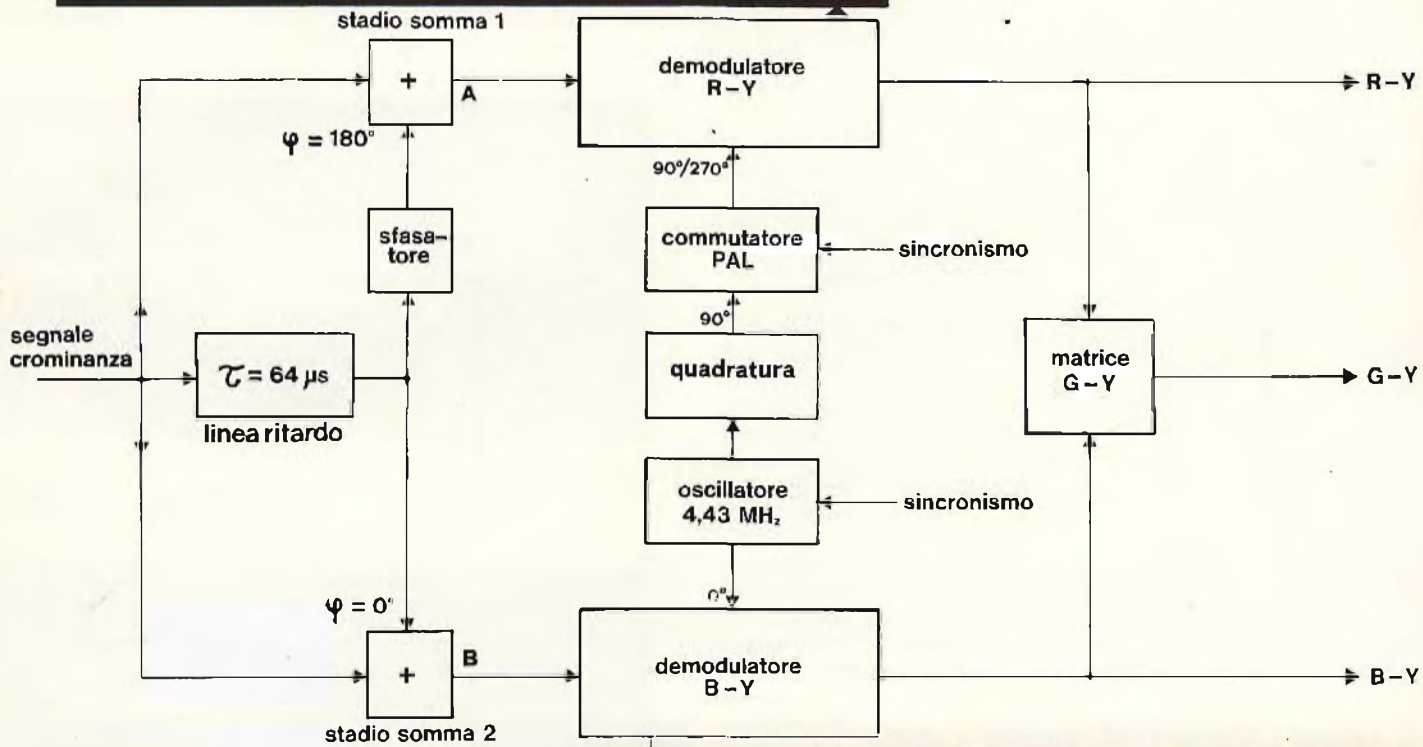 stadio somma 1
+
A
demodulatore
R-Y
R-Y
φ = 180°
90°/270°
sfasa-
tore
commutatore
PAL
sincronismo
segnale
crominanza
τ = 64 µs
linea ritardo
90°
quadratura
matrice
G-Y
G-Y
oscillatore
4,43 MHz
sincronismo
φ = 0°
0°
+
B
demodulatore
B-Y
B-Y
stadio somma 2